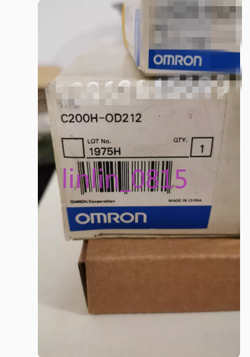 OMRON
C200H-OD212
LOT No.
QTY.
1975H
1
linlin_0815
OMRON Corporation
MADE IN CHINA
OMRON